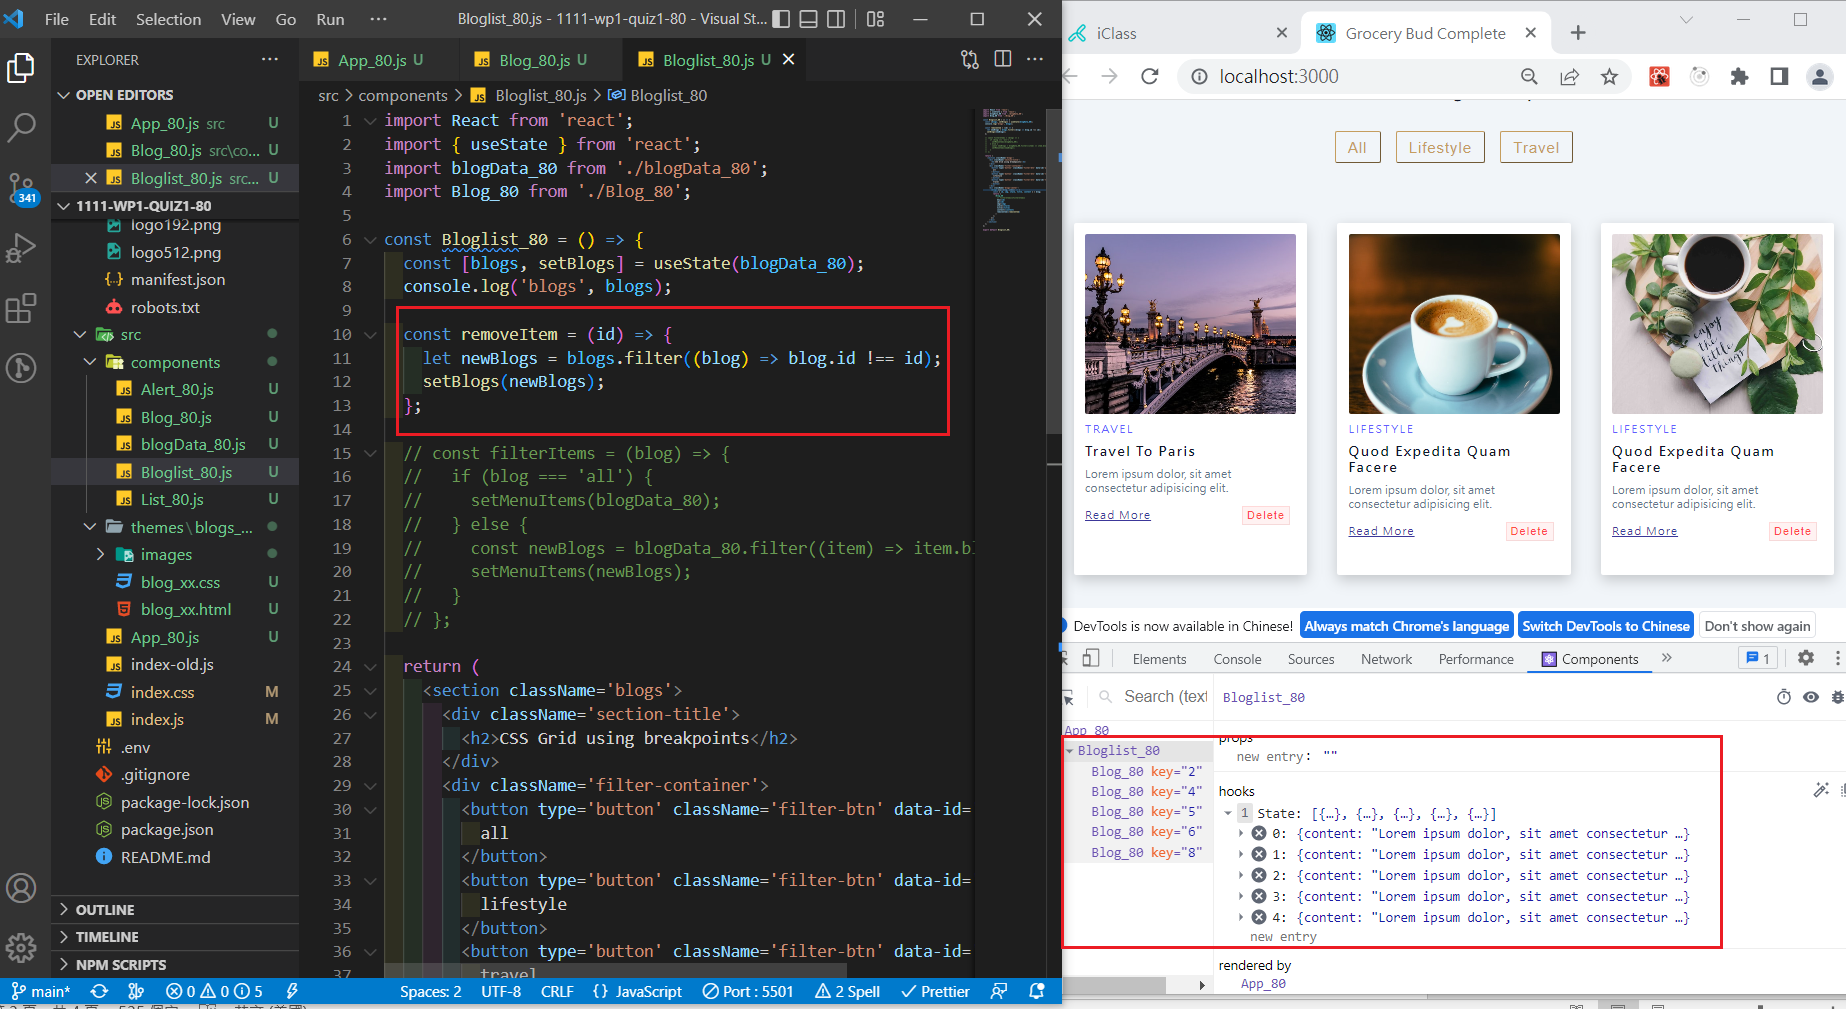 File Edit Selection View Go Run ··· Bloglist_80.js - 1111-wp1-quiz1-80 - Visual St...
EXPLORER ···
OPEN EDITORS
App_80.js src U
Blog_80.js src\co... U
Bloglist_80.js src... U
1111-WP1-QUIZ1-80
logo192.png
logo512.png
manifest.json
robots.txt
src
components
Alert_80.js U
Blog_80.js U
blogData_80.js U
Bloglist_80.js U
List_80.js U
themes\blogs_...
images
blog_xx.css U
blog_xx.html U
App_80.js U
index-old.js
index.css M
index.js M
.env
.gitignore
package-lock.json
package.json
README.md
OUTLINE
TIMELINE
NPM SCRIPTS
341
App_80.js U Blog_80.js U Bloglist_80.js U
src > components > Bloglist_80.js > Bloglist_80
1 import React from 'react';
2 import { useState } from 'react';
3 import blogData_80 from './blogData_80';
4 import Blog_80 from './Blog_80';
5
6 const Bloglist_80 = () => {
7 const [blogs, setBlogs] = useState(blogData_80);
8 console.log('blogs', blogs);
9
10 const removeItem = (id) => {
11 let newBlogs = blogs.filter((blog) => blog.id !== id);
12 setBlogs(newBlogs);
13 };
14
15 // const filterItems = (blog) => {
16 // if (blog === 'all') {
17 // setMenuItems(blogData_80);
18 // } else {
19 // const newBlogs = blogData_80.filter((item) => item.bl
20 // setMenuItems(newBlogs);
21 // }
22 // };
23
24 return (
25 <section className='blogs'>
26 <div className='section-title'>
27 <h2>CSS Grid using breakpoints</h2>
28 </div>
29 <div className='filter-container'>
30 <button type='button' className='filter-btn' data-id=
31 all
32 </button>
33 <button type='button' className='filter-btn' data-id=
34 lifestyle
35 </button>
36 <button type='button' className='filter-btn' data-id=
37 travel
main* 0 0 5 Spaces: 2 UTF-8 CRLF {} JavaScript Port : 5501 2 Spell Prettier
iClass Grocery Bud Complete
localhost:3000
All Lifestyle Travel
TRAVEL
Travel To Paris
Lorem ipsum dolor, sit amet
consectetur adipisicing elit.
Read More Delete
LIFESTYLE
Quod Expedita Quam
Facere
Lorem ipsum dolor, sit amet
consectetur adipisicing elit.
Read More Delete
enjoy
the
little
things
LIFESTYLE
Quod Expedita Quam
Facere
Lorem ipsum dolor, sit amet
consectetur adipisicing elit.
Read More Delete
DevTools is now available in Chinese! Always match Chrome's language Switch DevTools to Chinese Don't show again
Elements Console Sources Network Performance Components » 1
Search (text Bloglist_80
App_80
Bloglist_80
Blog_80 key="2"
Blog_80 key="4"
Blog_80 key="5"
Blog_80 key="6"
Blog_80 key="8"
props
new entry: ""
hooks
1 State: [{…}, {…}, {…}, {…}, {…}]
0: {content: "Lorem ipsum dolor, sit amet consectetur …}
1: {content: "Lorem ipsum dolor, sit amet consectetur …}
2: {content: "Lorem ipsum dolor, sit amet consectetur …}
3: {content: "Lorem ipsum dolor, sit amet consectetur …}
4: {content: "Lorem ipsum dolor, sit amet consectetur …}
new entry
rendered by
App_80